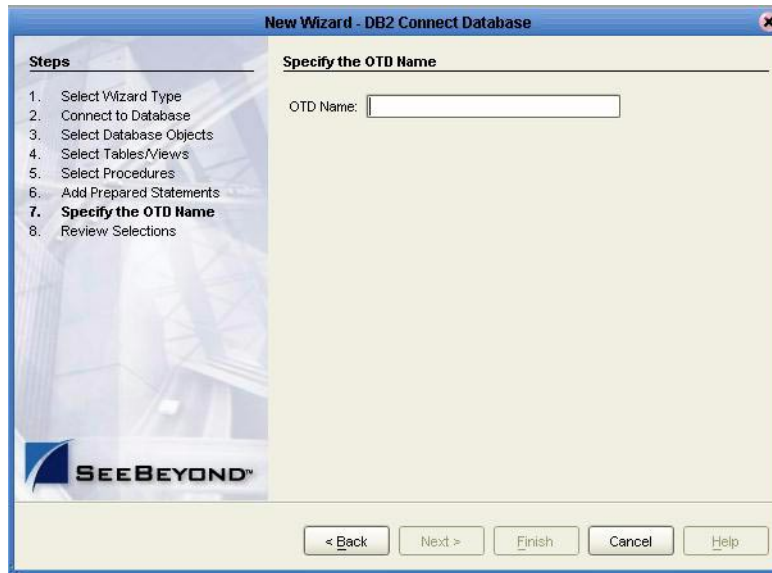 New Wizard - DB2 Connect Database
Steps
1. Select Wizard Type
2. Connect to Database
3. Select Database Objects
4. Select Tables/Views
5. Select Procedures
6. Add Prepared Statements
7. Specify the OTD Name
8. Review Selections
Specify the OTD Name
OTD Name:
SEEBEYOND™
< Back Next > Finish Cancel Help